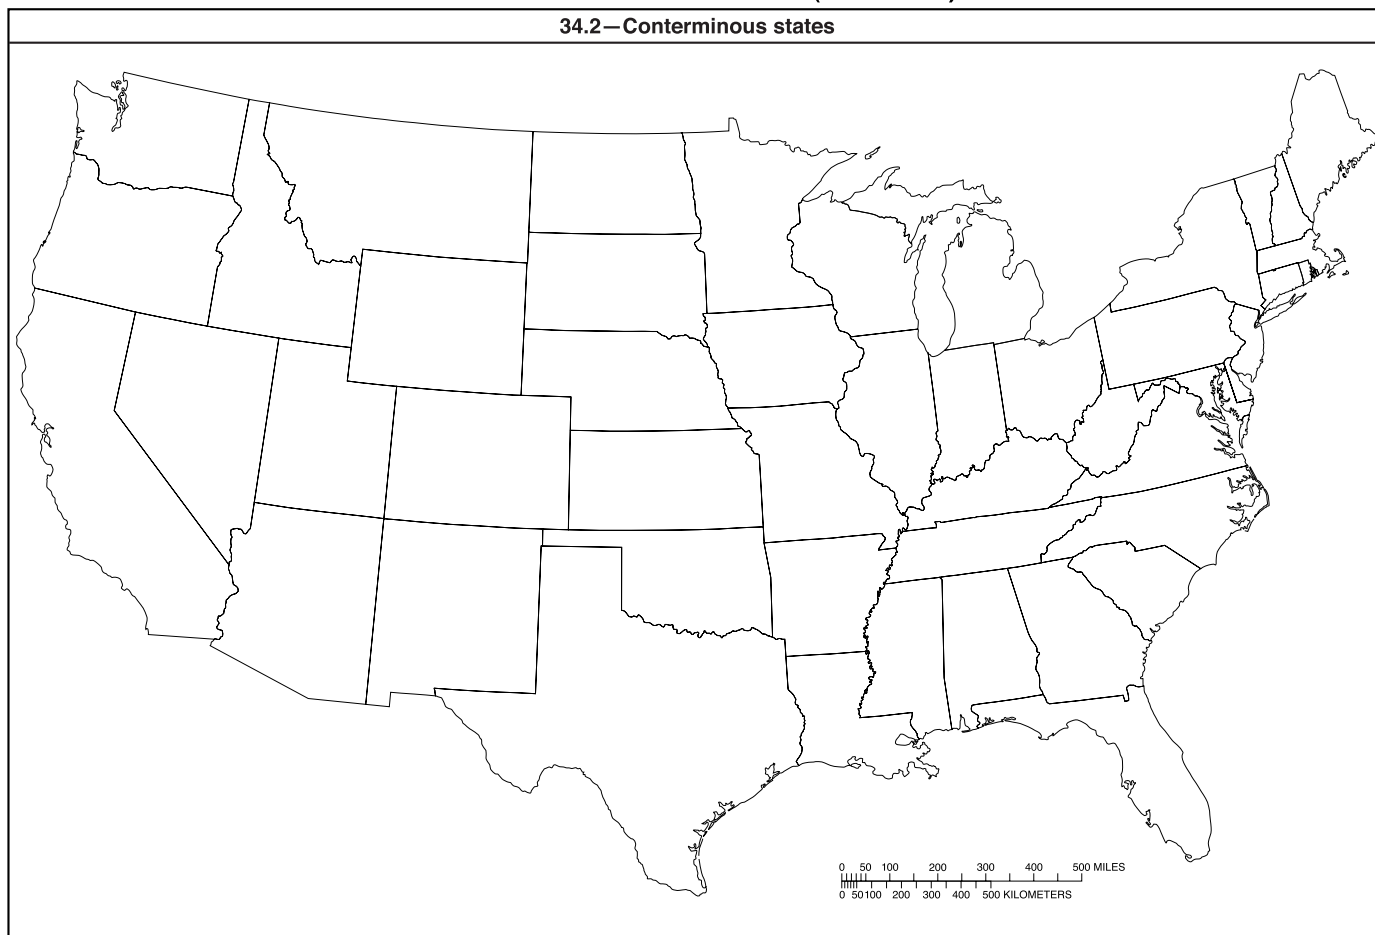 34.2—Conterminous states
0 50 100 200 300 400 500 MILES
0 50 100 200 300 400 500 KILOMETERS